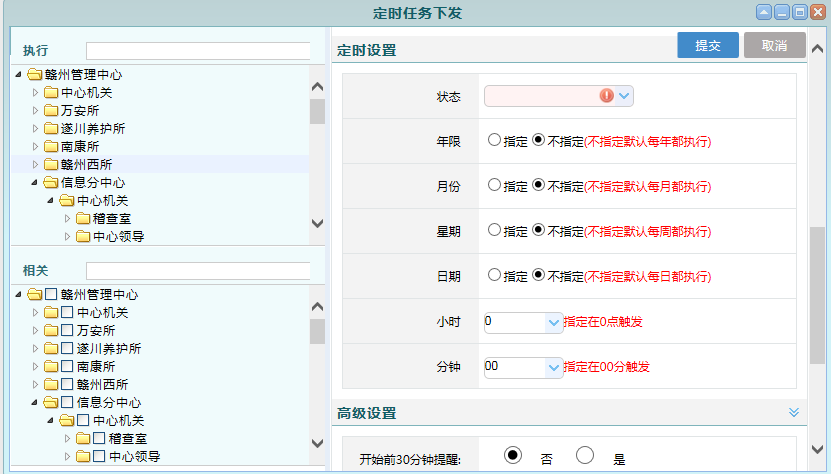 定时任务下发
执行
赣州管理中心
中心机关
万安所
遂川养护所
南康所
赣州西所
信息分中心
中心机关
稽查室
中心领导
相关
赣州管理中心
中心机关
万安所
遂川养护所
南康所
赣州西所
信息分中心
中心机关
稽查室
中心领导
定时设置
提交 取消
状态
年限 指定 不指定(不指定默认每年都执行)
月份 指定 不指定(不指定默认每月都执行)
星期 指定 不指定(不指定默认每周都执行)
日期 指定 不指定(不指定默认每日都执行)
小时 0 指定在0点触发
分钟 00 指定在00分触发
高级设置
开始前30分钟提醒: 否 是